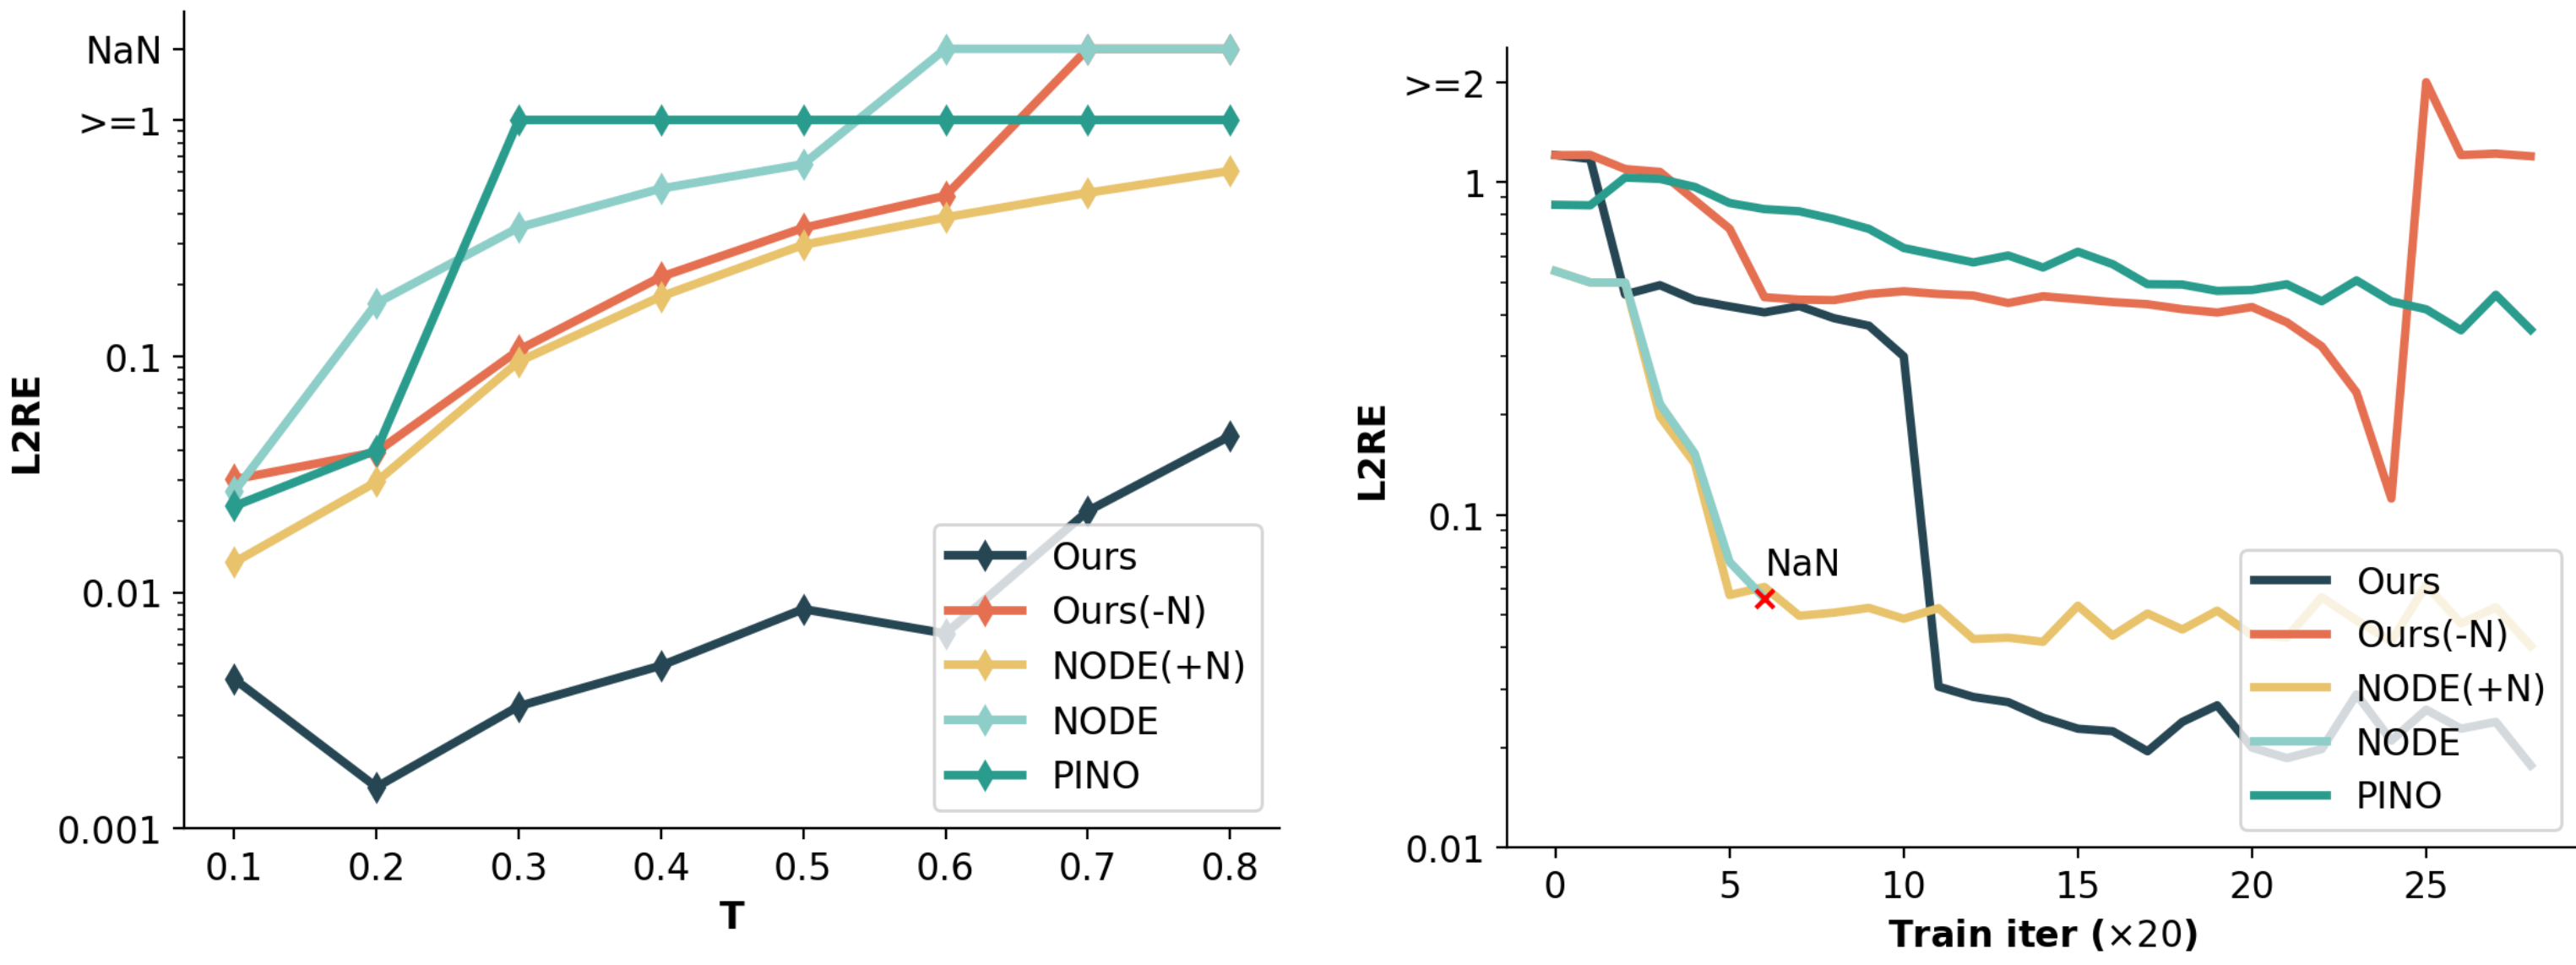 NaN
>=1
0.1
0.01
0.001
L2RE
0.1 0.2 0.3 0.4 0.5 0.6 0.7 0.8
T
Ours
Ours(-N)
NODE(+N)
NODE
PINO
>=2
1
0.1
0.01
L2RE
NaN
0 5 10 15 20 25
Train iter (×20)
Ours
Ours(-N)
NODE(+N)
NODE
PINO